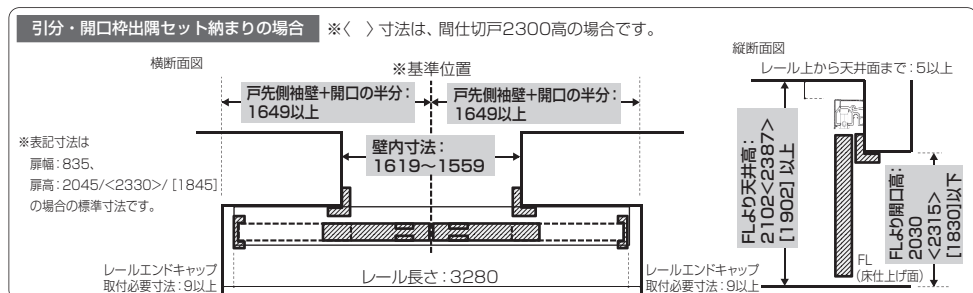 引分・開口枠出隅セット納まりの場合 ※〈　〉寸法は、間仕切戸2300高の場合です。
横断面図
※基準位置
戸先側袖壁+開口の半分：
1649以上
戸先側袖壁+開口の半分：
1649以上
壁内寸法：
1619～1559
※表記寸法は
扉幅：835、
扉高：2045/<2330>/［1845］
の場合の標準寸法です。
レールエンドキャップ
取付必要寸法：9以上
レール長さ：3280
レールエンドキャップ
取付必要寸法：9以上
縦断面図
レール上から天井面まで：5以上
FLより天井高：
2102<2387>
［1902］以上
FLより開口高：
2030
<2315>
［1830］以下
FL
（床仕上げ面）